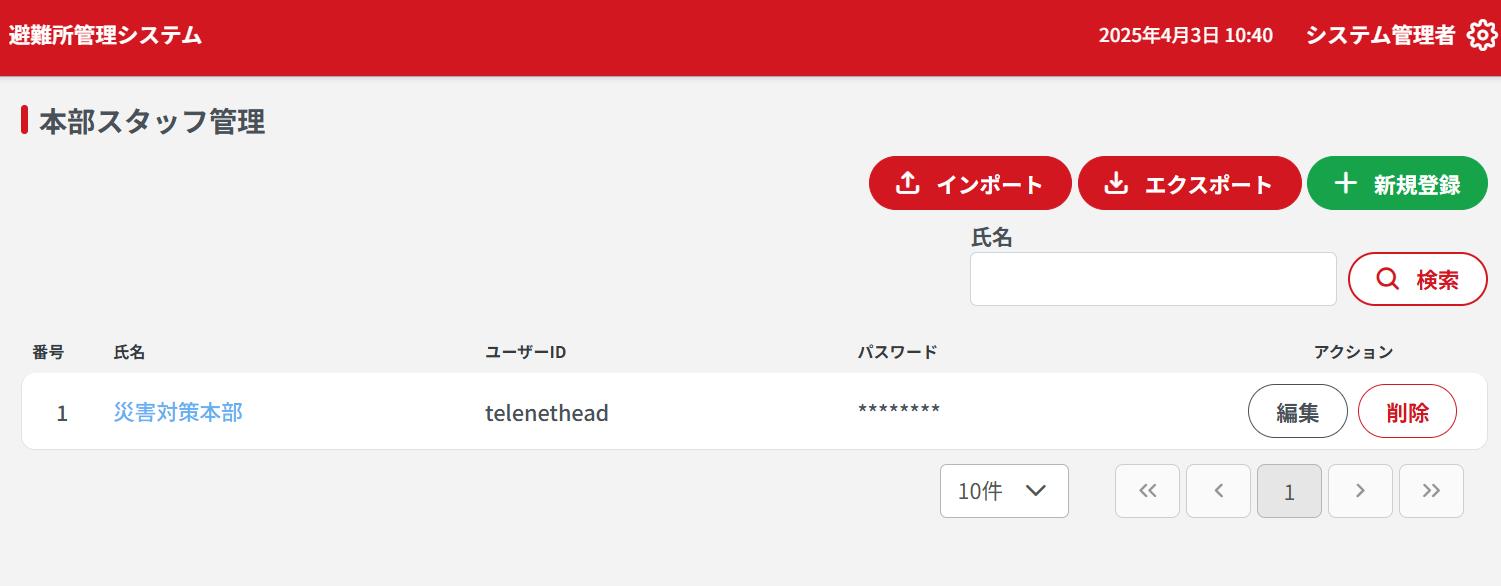 避難所管理システム 2025年4月3日 10:40 システム管理者
本部スタッフ管理
インポート エクスポート 新規登録
氏名
検索
番号 氏名 ユーザーID パスワード アクション
1 災害対策本部 telenethead ******** 編集 削除
10件 1